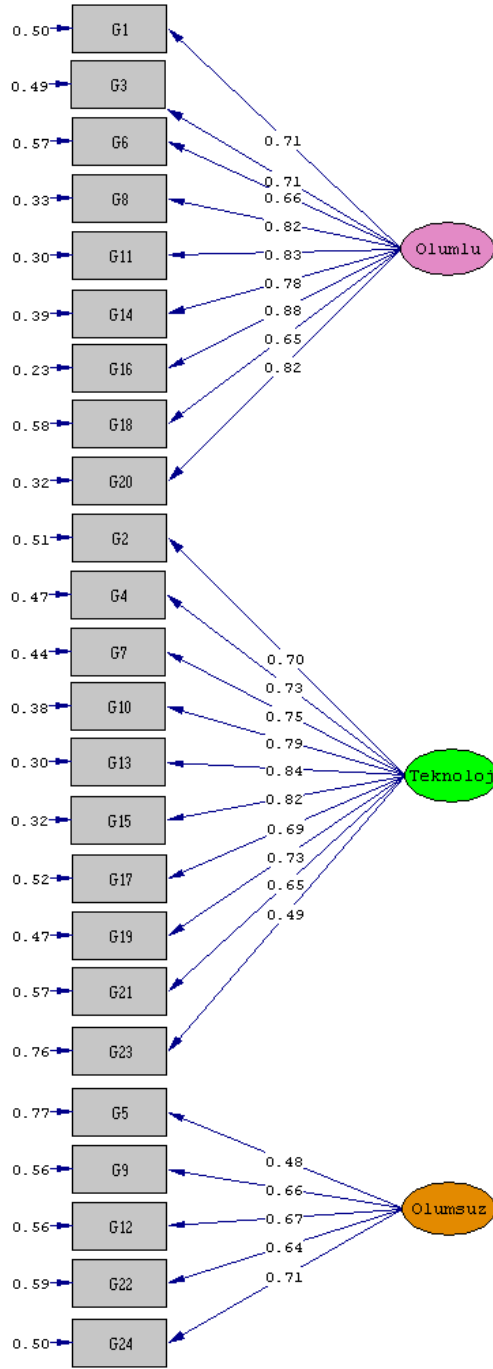 0.50 G1
0.49 G3
0.57 G6
0.71
0.71
0.66
0.33 G8
0.82
Olumlu
0.30 G11
0.83
0.78
0.39 G14
0.88
0.65
0.23 G16
0.82
0.58 G18
0.32 G20
0.51 G2
0.47 G4
0.44 G7
0.70
0.73
0.38 G10
0.75
0.79
0.30 G13
0.84
Teknoloj
0.32 G15
0.82
0.69
0.52 G17
0.73
0.65
0.47 G19
0.49
0.57 G21
0.76 G23
0.77 G5
0.48
0.56 G9
0.66
Olumsuz
0.56 G12
0.67
0.64
0.59 G22
0.71
0.50 G24